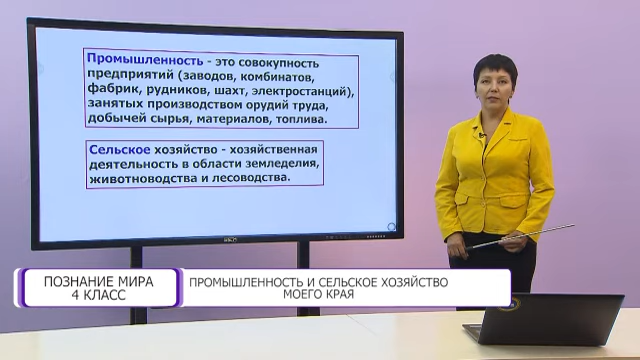 Промышленность - это совокупность
предприятий (заводов, комбинатов,
фабрик, рудников, шахт, электростанций),
занятых производством орудий труда,
добычей сырья, материалов, топлива.
Сельское хозяйство - хозяйственная
деятельность в области земледелия,
животноводства и лесоводства.
ПОЗНАНИЕ МИРА
4 КЛАСС
ПРОМЫШЛЕННОСТЬ И СЕЛЬСКОЕ ХОЗЯЙСТВО
МОЕГО КРАЯ